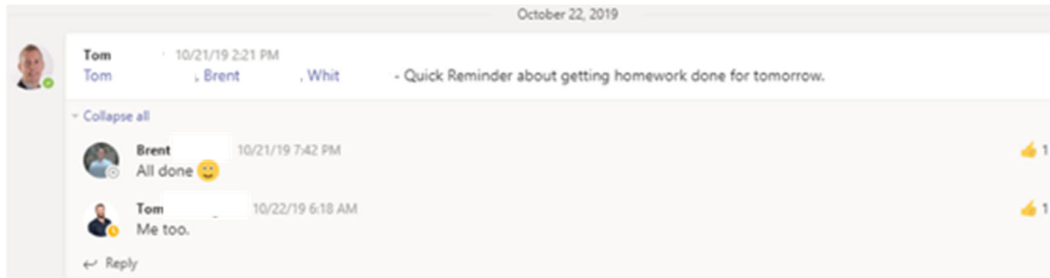 October 22, 2019
Tom 10/21/19 2:21 PM
Tom , Brent , Whit - Quick Reminder about getting homework done for tomorrow.
Collapse all
Brent 10/21/19 7:42 PM
1
All done 🙂
Tom 10/22/19 6:18 AM
1
Me too.
Reply